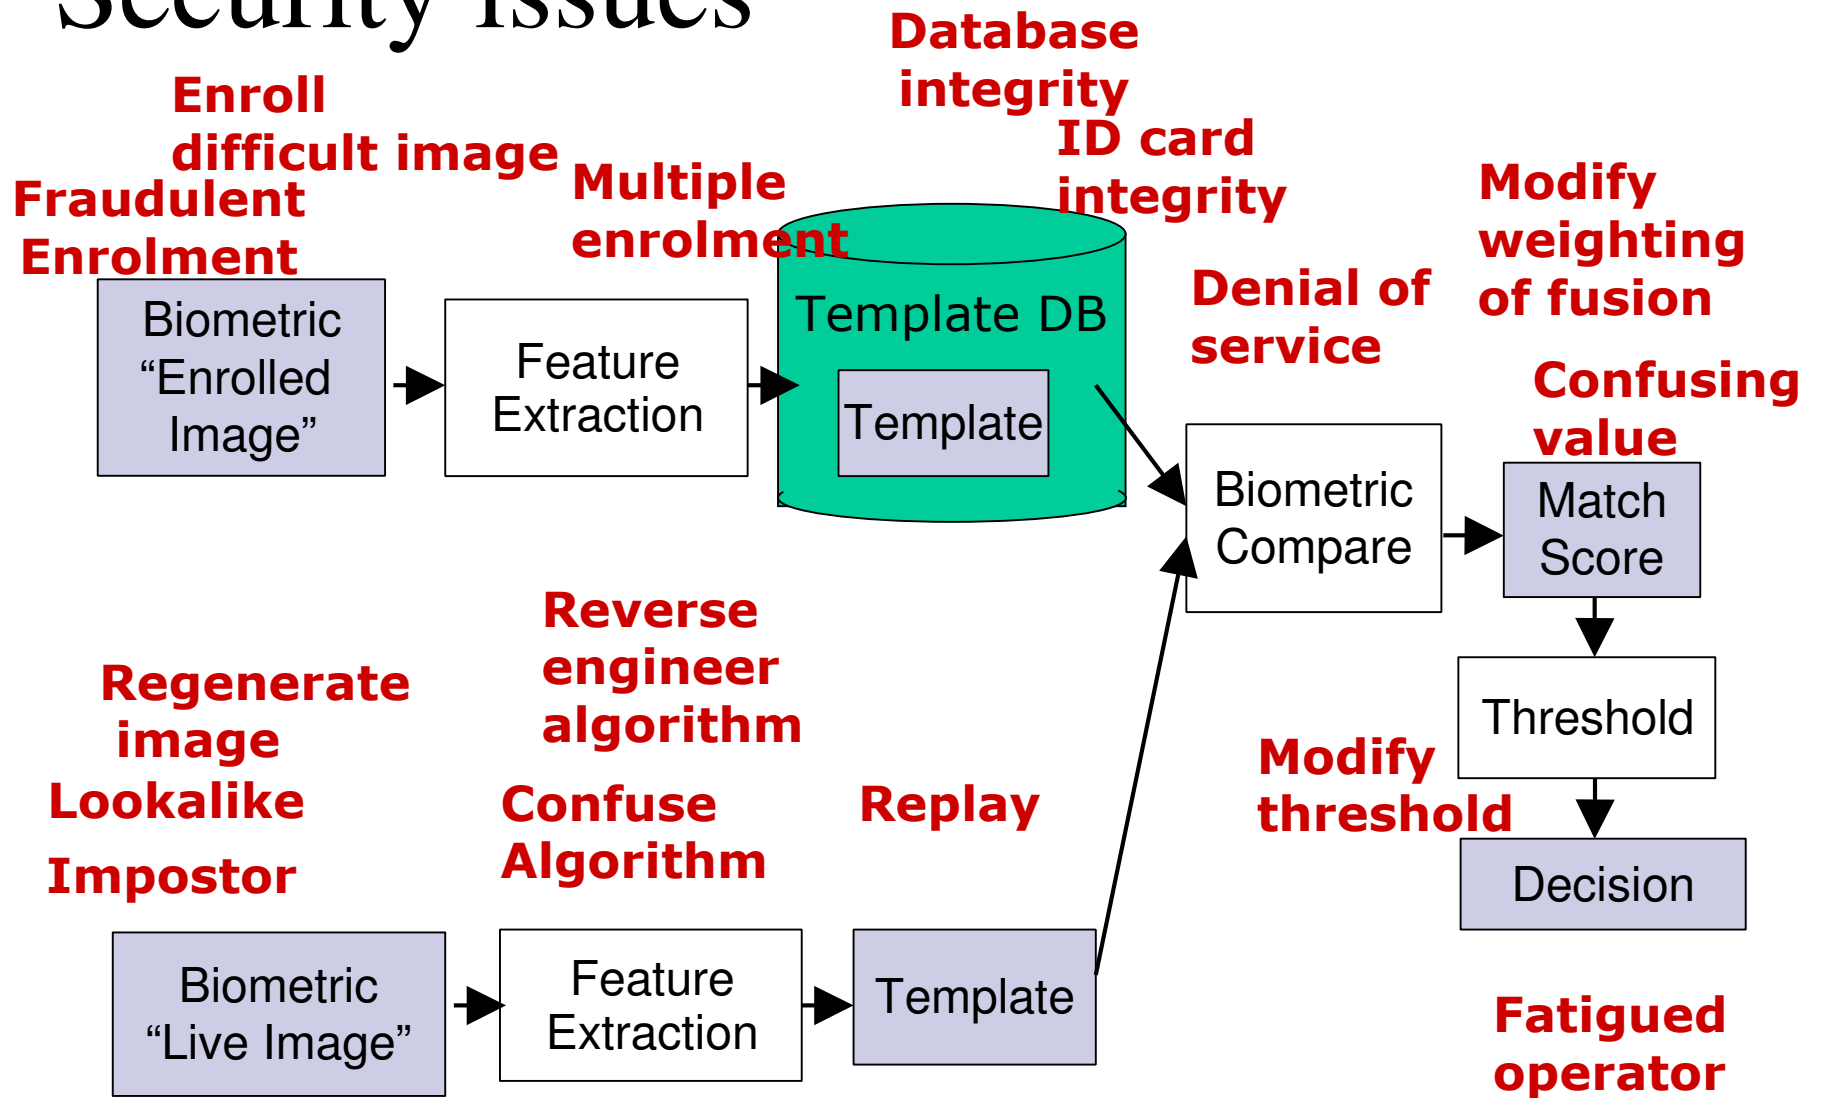 Security Issues
Database
integrity
Enroll
difficult image
ID card
integrity
Fraudulent
Enrolment
Multiple
enrolment
Modify
weighting
of fusion
Denial of
service
Biometric
“Enrolled
Image”
Feature
Extraction
Template DB
Template
Confusing
value
Biometric
Compare
Match
Score
Reverse
engineer
algorithm
Regenerate
image
Lookalike
Impostor
Confuse
Algorithm
Replay
Threshold
Modify
threshold
Decision
Biometric
“Live Image”
Feature
Extraction
Template
Fatigued
operator